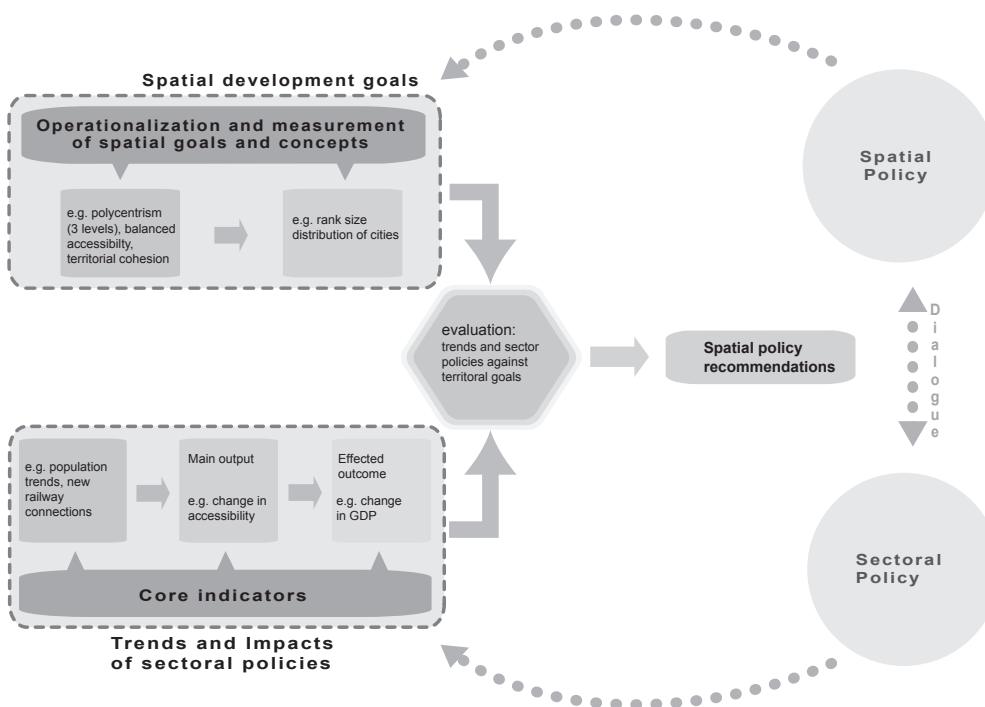 Spatial development goals
Operationalization and measurement
of spatial goals and concepts
e.g. polycentrism
(3 levels), balanced
accessibilty,
territorial cohesion
e.g. rank size
distribution of cities
Spatial
Policy
evaluation:
trends and sector
policies against
territoral goals
Spatial policy
recommendations
Dialogue
e.g. population
trends, new
railway
connections
Main output
e.g. change in
accessibility
Effected
outcome
e.g. change
in GDP
Core indicators
Trends and Impacts
of sectoral policies
Sectoral
Policy